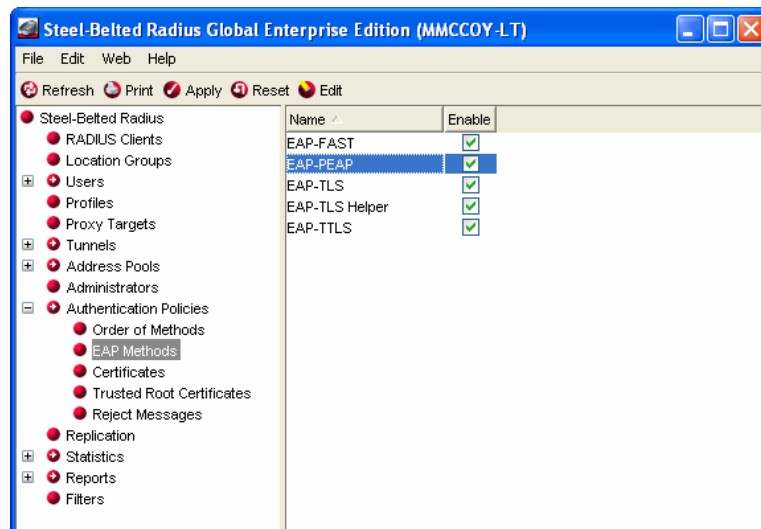 Steel-Belted Radius Global Enterprise Edition (MMCCOY-LT)
File Edit Web Help
Refresh Print Apply Reset Edit
Steel-Belted Radius
RADIUS Clients
Location Groups
Users
Profiles
Proxy Targets
Tunnels
Address Pools
Administrators
Authentication Policies
Order of Methods
EAP Methods
Certificates
Trusted Root Certificates
Reject Messages
Replication
Statistics
Reports
Filters
Name Enable
EAP-FAST
EAP-PEAP
EAP-TLS
EAP-TLS Helper
EAP-TTLS